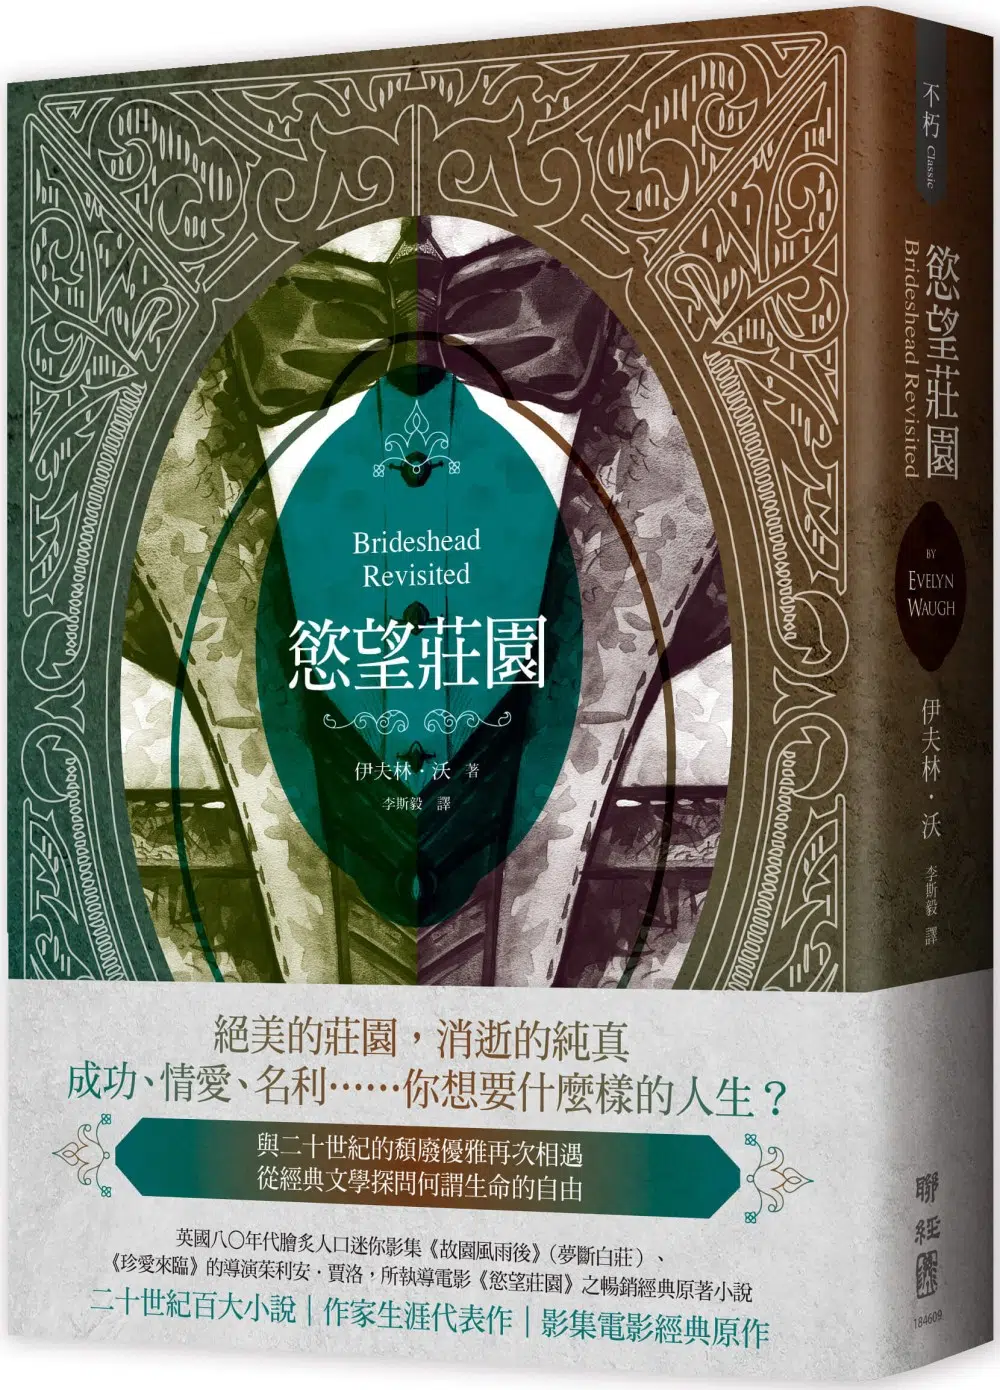 Brideshead
Revisited
慾望莊園
伊夫林・沃 著
李斯毅 譯
絕美的莊園，消逝的純真
成功、情愛、名利……你想要什麼樣的人生？
與二十世紀的頹廢優雅再次相遇
從經典文學探問何謂生命的自由
英國八〇年代膾炙人口迷你影集《故園風雨後》（夢斷白莊）、
《珍愛來臨》的導演茱利安・賈洛，所執導電影《慾望莊園》之暢銷經典原著小說
二十世紀百大小說｜作家生涯代表作｜影集電影經典原作
不朽 Classic
慾望莊園
Brideshead Revisited
BY
EVELYN
WAUGH
伊夫林・沃
李斯毅 譯
聯經
184609